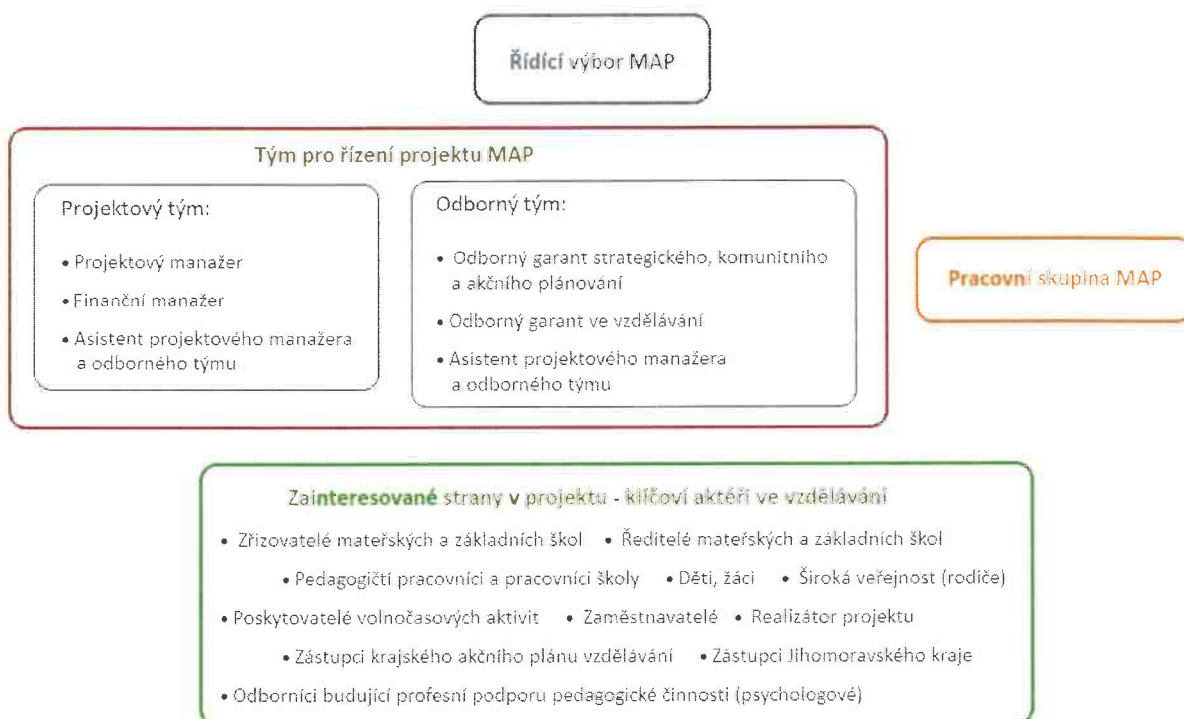 Řídící výbor MAP
Tým pro řízení projektu MAP
Projektový tým:
• Projektový manažer
• Finanční manažer
• Asistent projektového manažera
a odborného týmu
Odborný tým:
• Odborný garant strategického, komunitního
a akčního plánování
• Odborný garant ve vzdělávání
• Asistent projektového manažera
a odborného týmu
Pracovní skupina MAP
Zainteresované strany v projektu - klíčoví aktéři ve vzdělávání
• Zřizovatelé mateřských a základních škol • Ředitelé mateřských a základních škol
• Pedagogičtí pracovníci a pracovníci školy • Děti, žáci • Široká veřejnost (rodiče)
• Poskytovatelé volnočasových aktivit • Zaměstnavatelé • Realizátor projektu
• Zástupci krajského akčního plánu vzdělávání • Zástupci Jihomoravského kraje
• Odborníci budující profesní podporu pedagogické činnosti (psychologové)